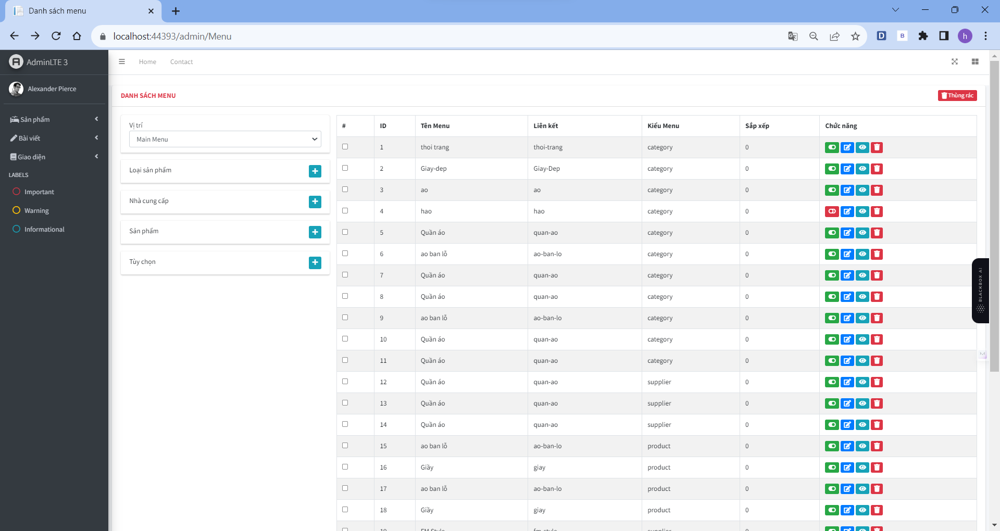 Danh sách menu
localhost:44393/admin/Menu
h
AdminLTE 3
Home
Contact
Alexander Pierce
DANH SÁCH MENU
Thùng rác
Sản phẩm
Bài viết
Giao diện
LABELS
Important
Warning
Informational
Vị trí
Main Menu
Loại sản phẩm
Nhà cung cấp
Sản phẩm
Tùy chọn
# ID Tên Menu Liên kết Kiểu Menu Sắp xếp Chức năng
1 thoi trang thoi-trang category 0
2 Giay-dep Giay-Dep category 0
3 ao ao category 0
4 hao hao category 0
5 Quần áo quan-ao category 0
6 ao ban lỗ ao-ban-lo category 0
7 Quần áo quan-ao category 0
8 Quần áo quan-ao category 0
9 ao ban lỗ ao-ban-lo category 0
10 Quần áo quan-ao category 0
11 Quần áo quan-ao category 0
12 Quần áo quan-ao supplier 0
13 Quần áo quan-ao supplier 0
14 Quần áo quan-ao supplier 0
15 ao ban lỗ ao-ban-lo product 0
16 Giầy giay product 0
17 ao ban lỗ ao-ban-lo product 0
18 Giầy giay product 0
19 FM Style fm-style supplier 0
BLACKBOX AI